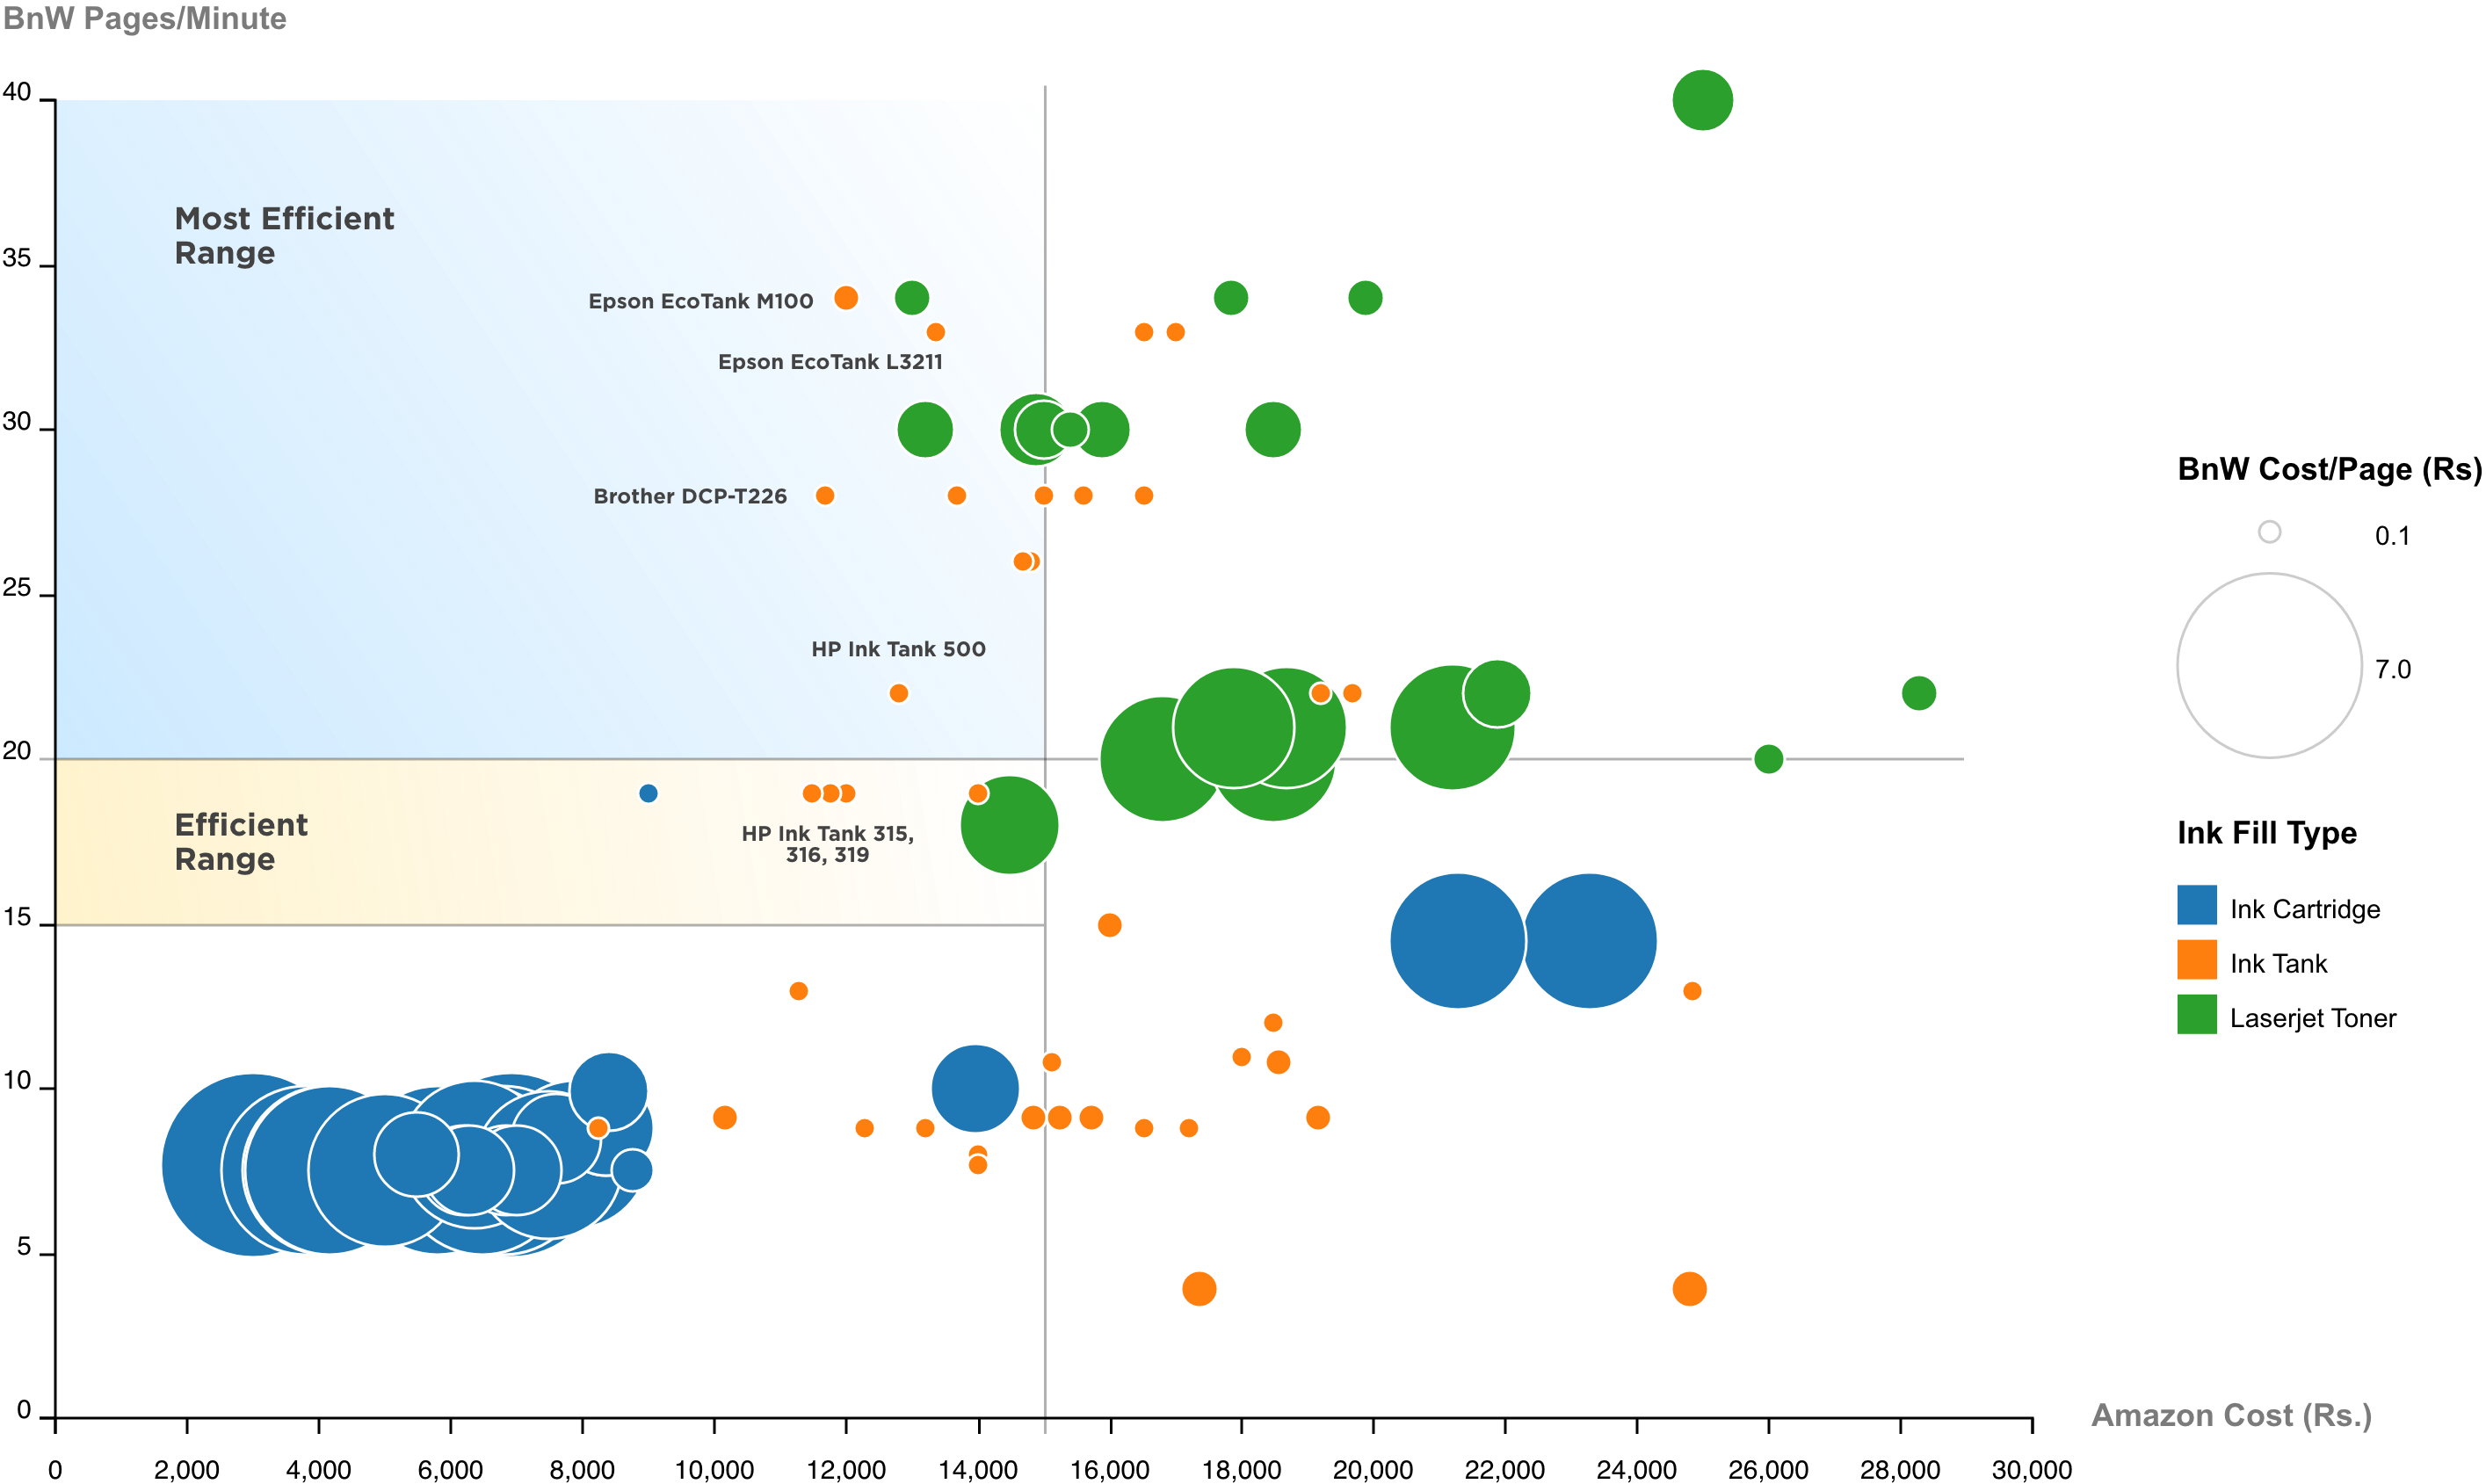 BnW Pages/Minute
40
35
30
25
20
15
10
5
0
Most Efficient
Range
Epson EcoTank M100
Epson EcoTank L3211
Brother DCP-T226
HP Ink Tank 500
Efficient
Range
HP Ink Tank 315,
316, 319
BnW Cost/Page (Rs)
0.1
7.0
Ink Fill Type
Ink Cartridge
Ink Tank
Laserjet Toner
Amazon Cost (Rs.)
0 2,000 4,000 6,000 8,000 10,000 12,000 14,000 16,000 18,000 20,000 22,000 24,000 26,000 28,000 30,000